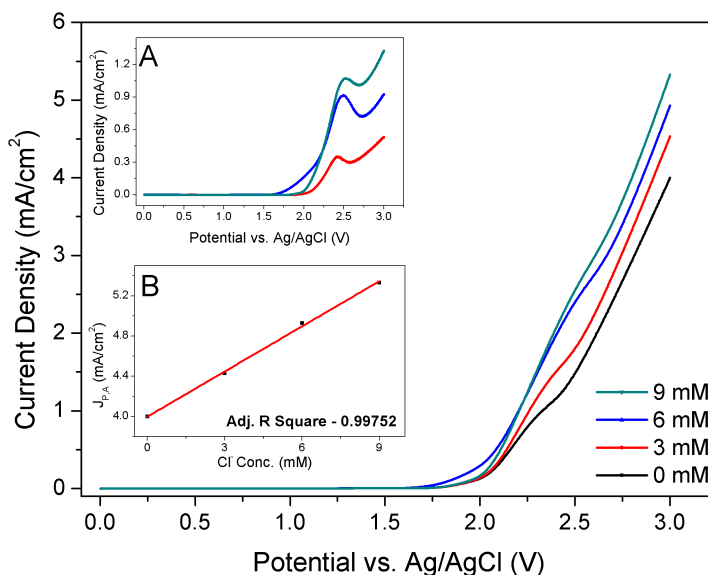 6
5
4
3
2
1
0
Current Density (mA/cm²)
0.0
0.5
1.0
1.5
2.0
2.5
3.0
Potential vs. Ag/AgCl (V)
A
1.2
0.9
0.6
0.3
0.0
Current Density (mA/cm²)
0.0
0.5
1.0
1.5
2.0
2.5
3.0
Potential vs. Ag/AgCl (V)
B
5.2
4.8
4.4
4.0
J_P,A (mA/cm²)
Adj. R Square - 0.99752
0
3
6
9
Cl⁻ Conc. (mM)
9 mM
6 mM
3 mM
0 mM